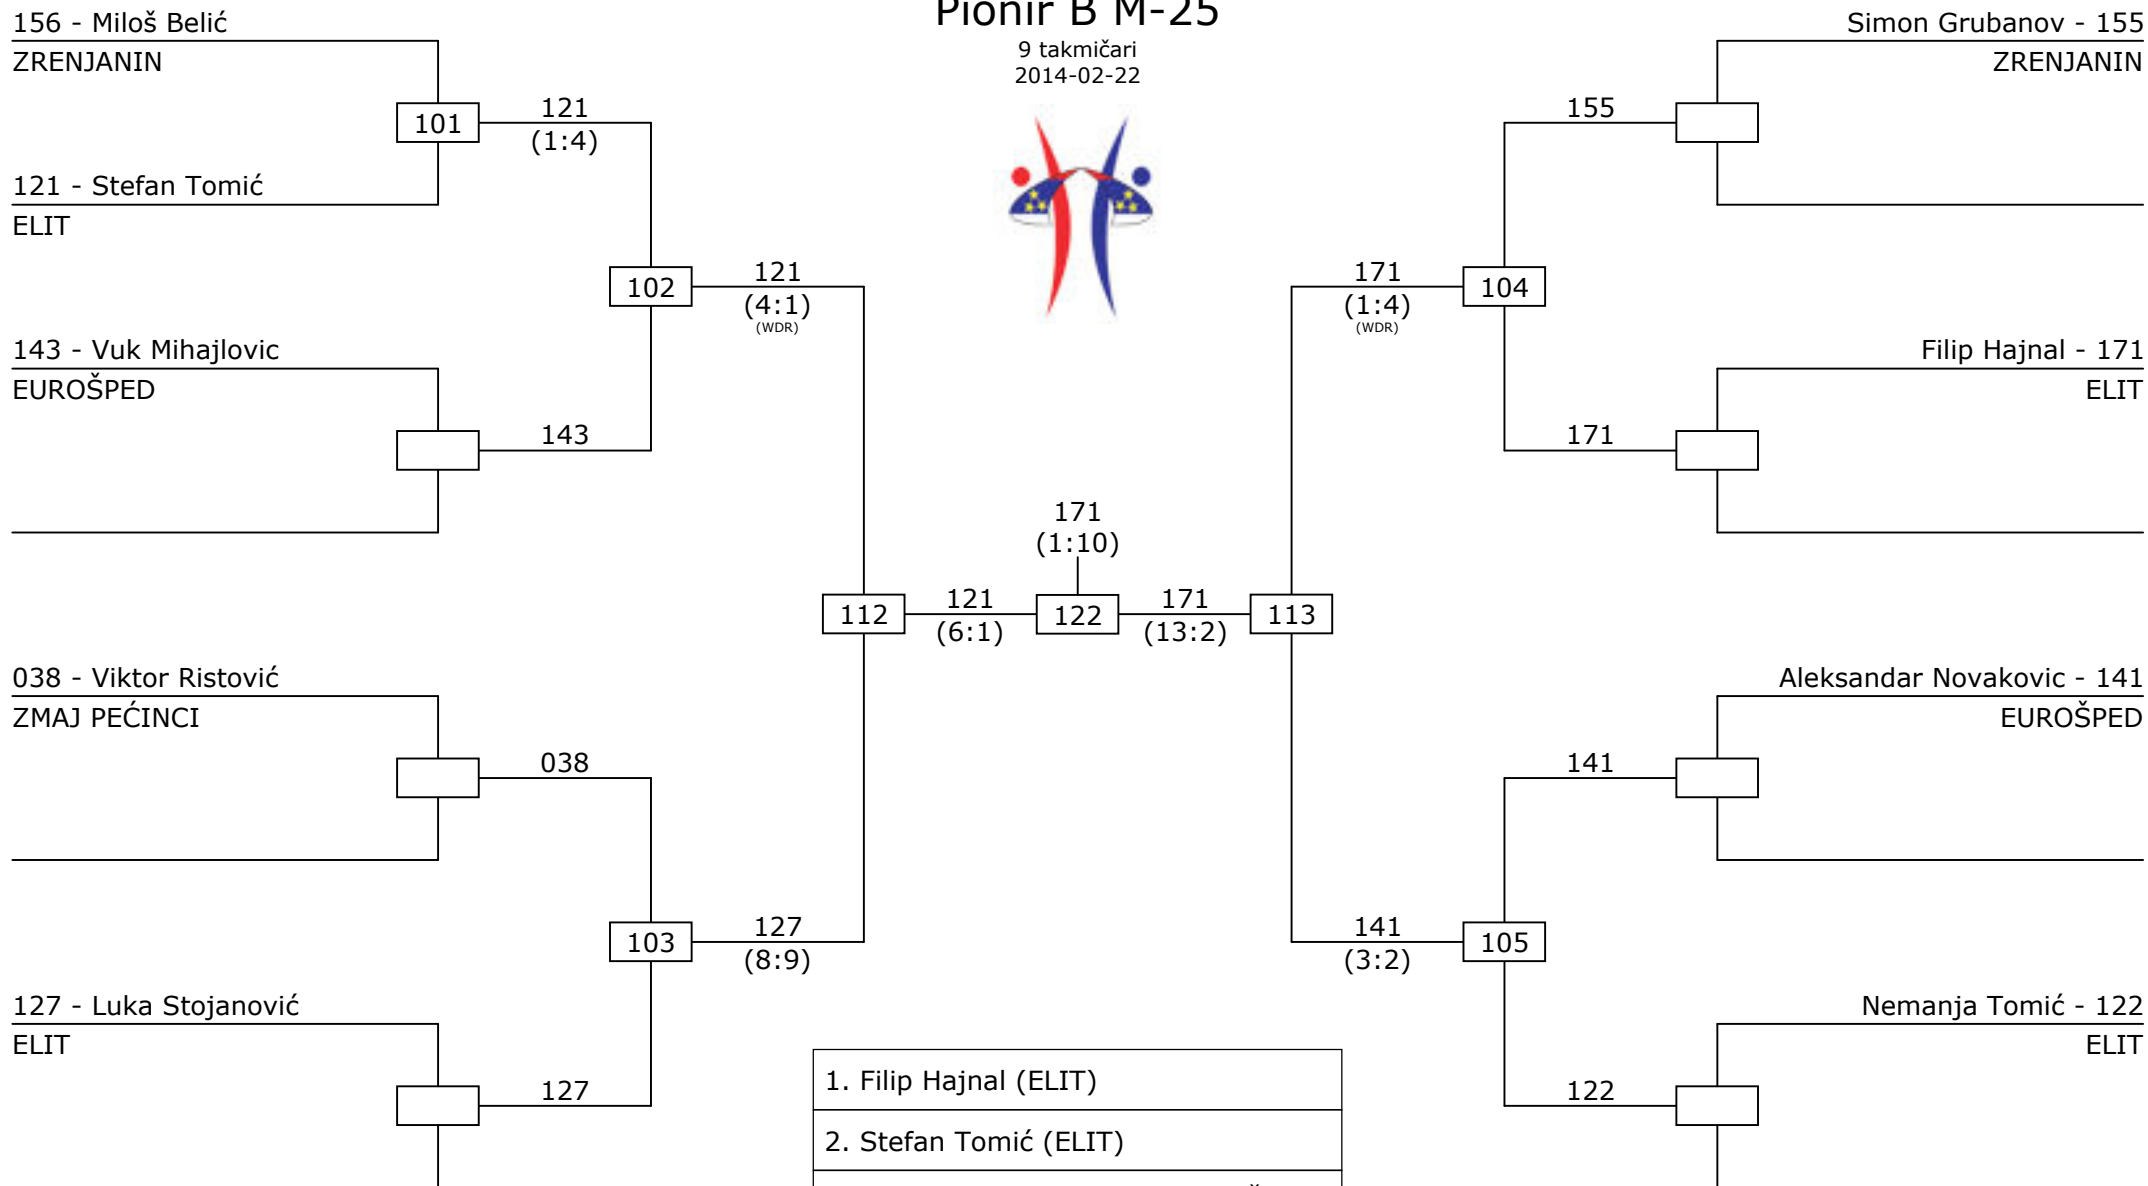 Pionir B M-25
9 takmičari
2014-02-22
156 - Miloš Belić
ZRENJANIN
101
121
(1:4)
121 - Stefan Tomić
ELIT
102
121
(4:1)
(WDR)
143 - Vuk Mihajlovic
EUROŠPED
143
038 - Viktor Ristović
ZMAJ PEĆINCI
038
103
127
(8:9)
127 - Luka Stojanović
ELIT
127
112
121
(6:1)
171
(1:10)
122
171
(13:2)
113
Simon Grubanov - 155
ZRENJANIN
155
171
(1:4)
(WDR)
104
Filip Hajnal - 171
ELIT
171
Aleksandar Novakovic - 141
EUROŠPED
141
141
(3:2)
105
Nemanja Tomić - 122
ELIT
122
1. Filip Hajnal (ELIT)
2. Stefan Tomić (ELIT)